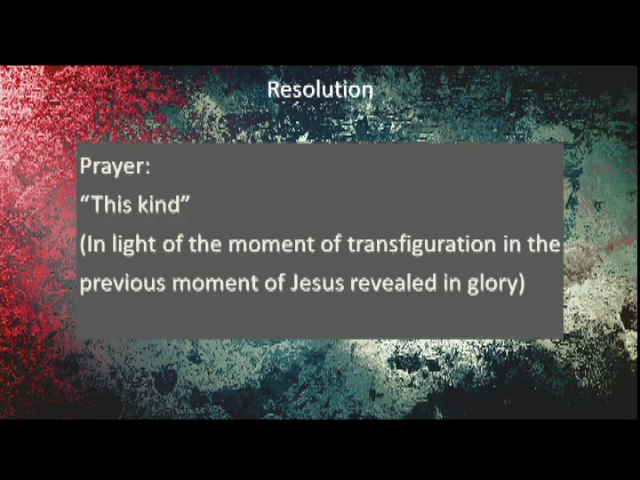 Resolution
Prayer:
“This kind”
(In light of the moment of transfiguration in the
previous moment of Jesus revealed in glory)